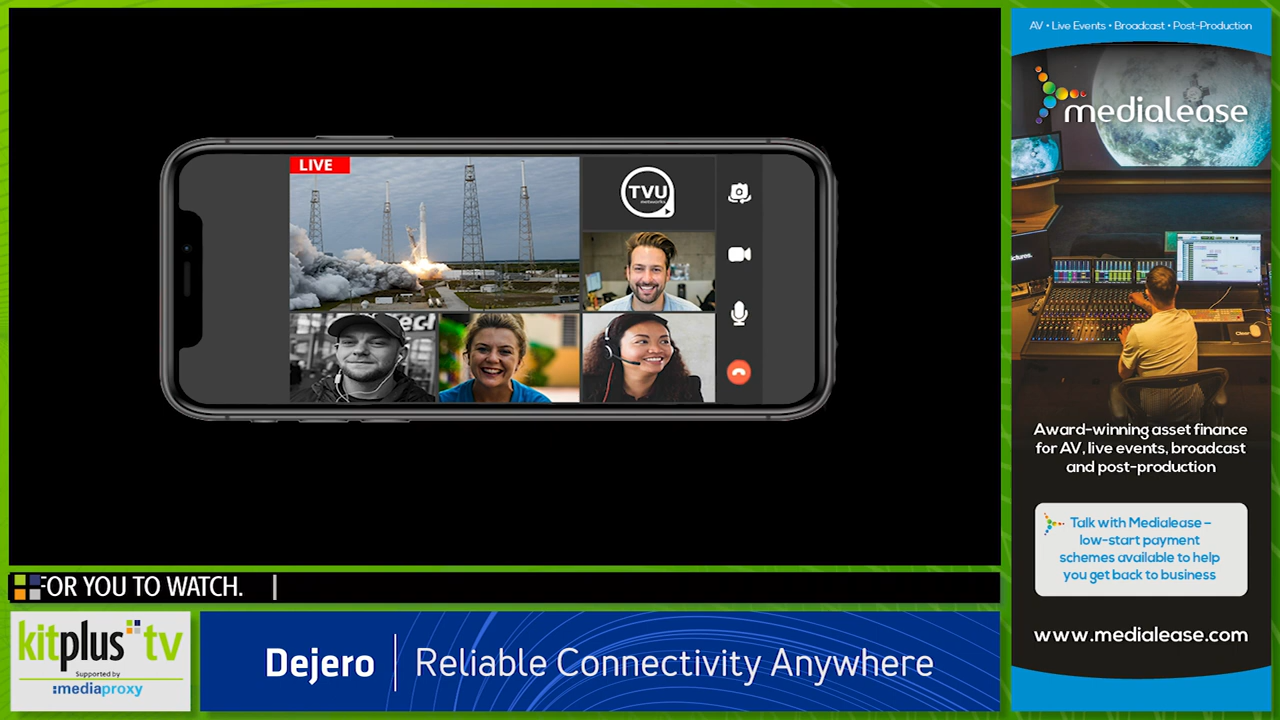 LIVE
TVU
networks
FOR YOU TO WATCH.
kitplus tv
Supported by
:mediaproxy
Dejero | Reliable Connectivity Anywhere
AV • Live Events • Broadcast • Post-Production
medialease
Award-winning asset finance
for AV, live events, broadcast
and post-production
Talk with Medialease –
low-start payment
schemes available to help
you get back to business
www.medialease.com